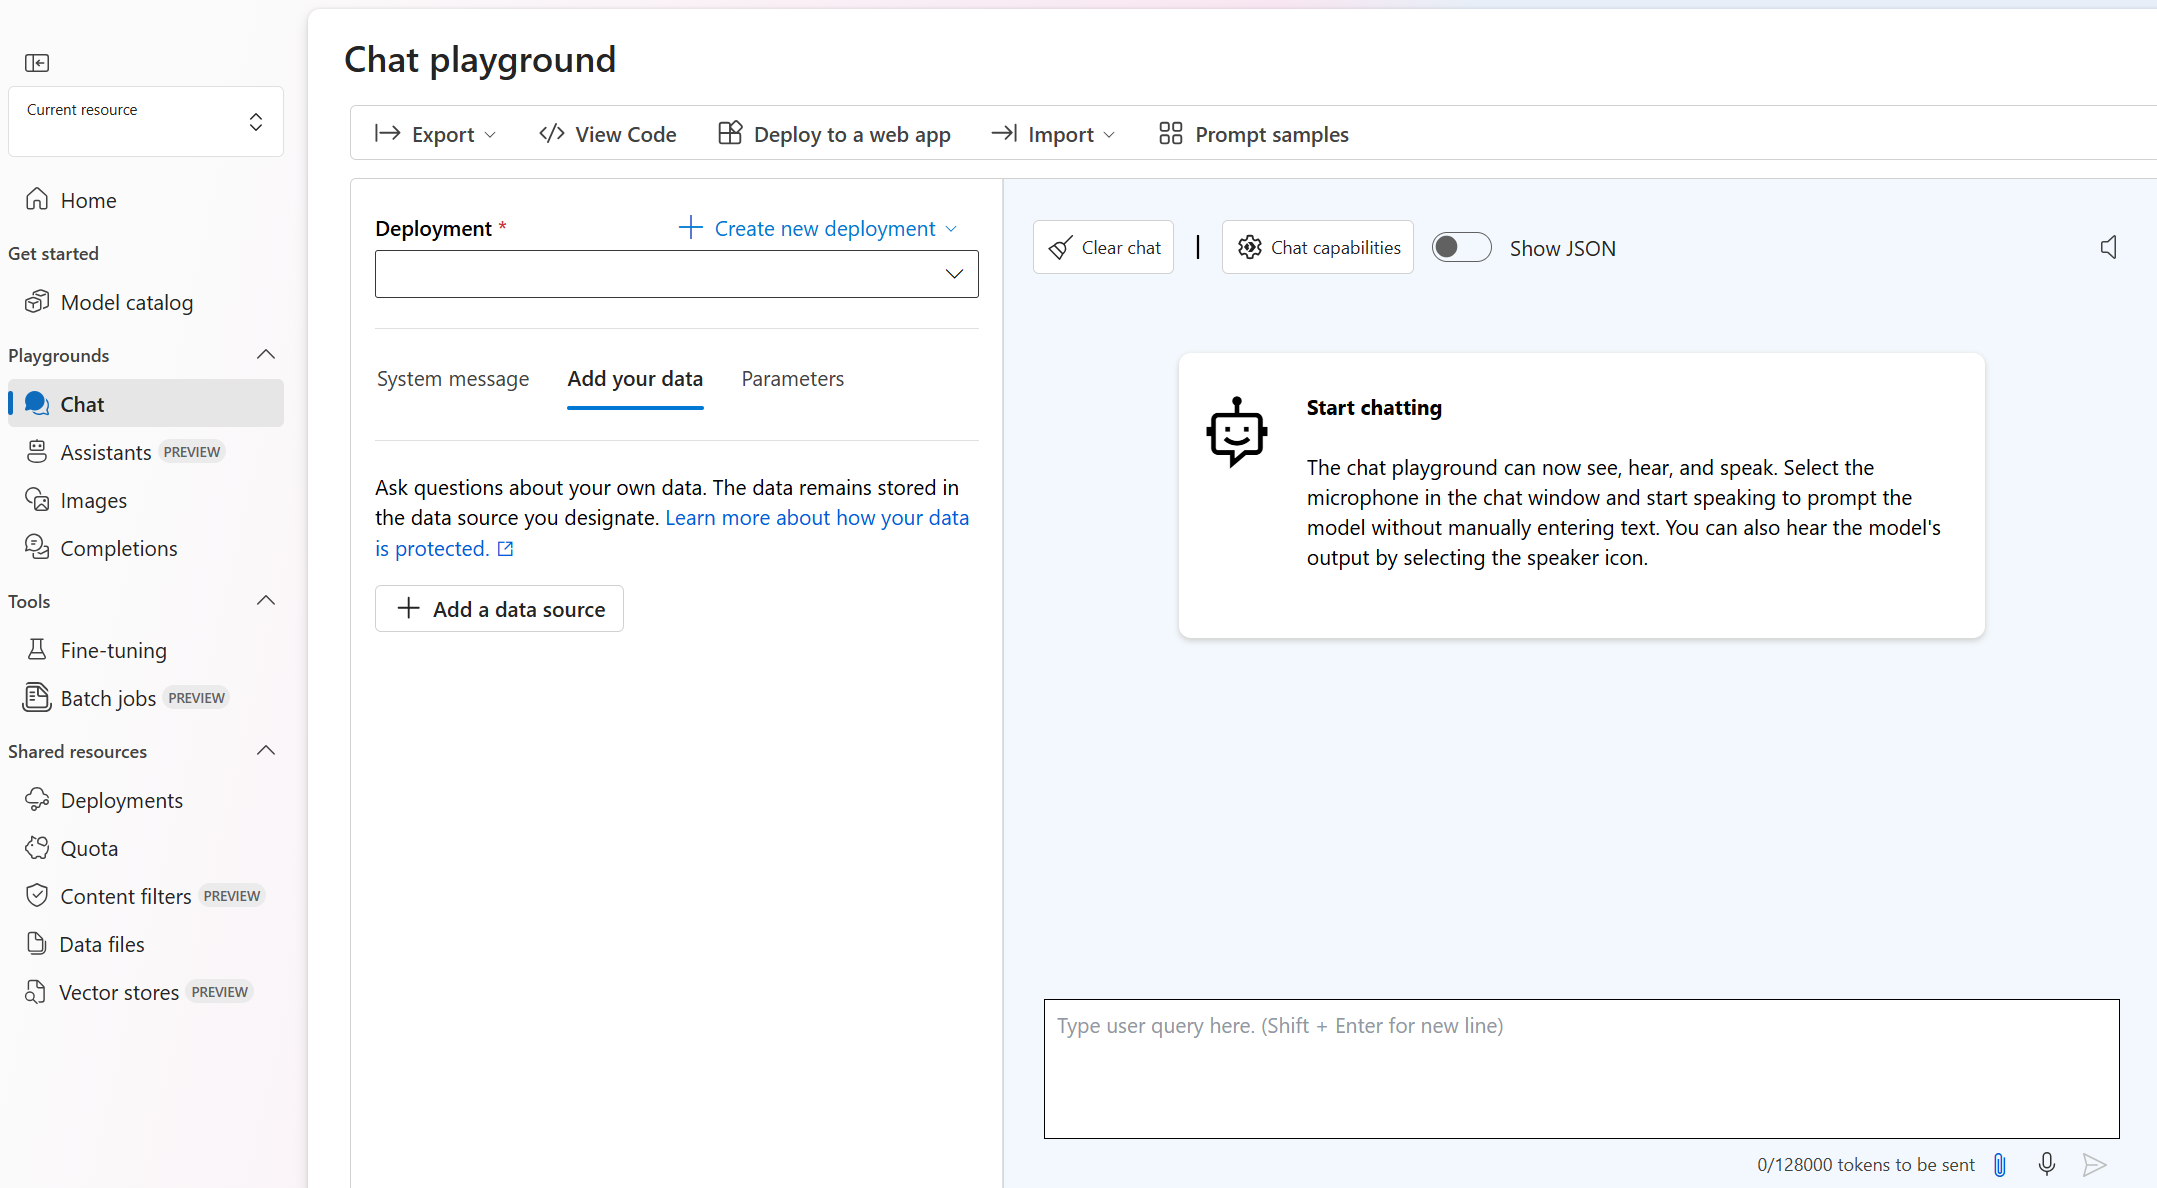 Chat playground
Current resource
Export
View Code
Deploy to a web app
Import
Prompt samples
Home
Get started
Model catalog
Playgrounds
Chat
Assistants PREVIEW
Images
Completions
Tools
Fine-tuning
Batch jobs PREVIEW
Shared resources
Deployments
Quota
Content filters PREVIEW
Data files
Vector stores PREVIEW
Deployment *
Create new deployment
System message
Add your data
Parameters
Ask questions about your own data. The data remains stored in
the data source you designate. Learn more about how your data
is protected.
Add a data source
Clear chat
Chat capabilities
Show JSON
Start chatting
The chat playground can now see, hear, and speak. Select the
microphone in the chat window and start speaking to prompt the
model without manually entering text. You can also hear the model's
output by selecting the speaker icon.
Type user query here. (Shift + Enter for new line)
0/128000 tokens to be sent